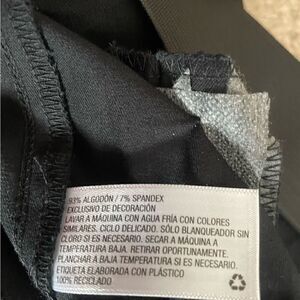 93% ALGODÓN / 7% SPANDEX
EXCLUSIVO DE DECORACIÓN
LAVAR A MÁQUINA CON AGUA FRÍA CON COLORES
SIMILARES. CICLO DELICADO. SÓLO BLANQUEADOR SIN
CLORO SI ES NECESARIO. SECAR A MÁQUINA A
TEMPERATURA BAJA. RETIRAR OPORTUNAMENTE.
PLANCHAR A BAJA TEMPERATURA SI ES NECESARIO.
ETIQUETA ELABORADA CON PLÁSTICO
100% RECICLADO